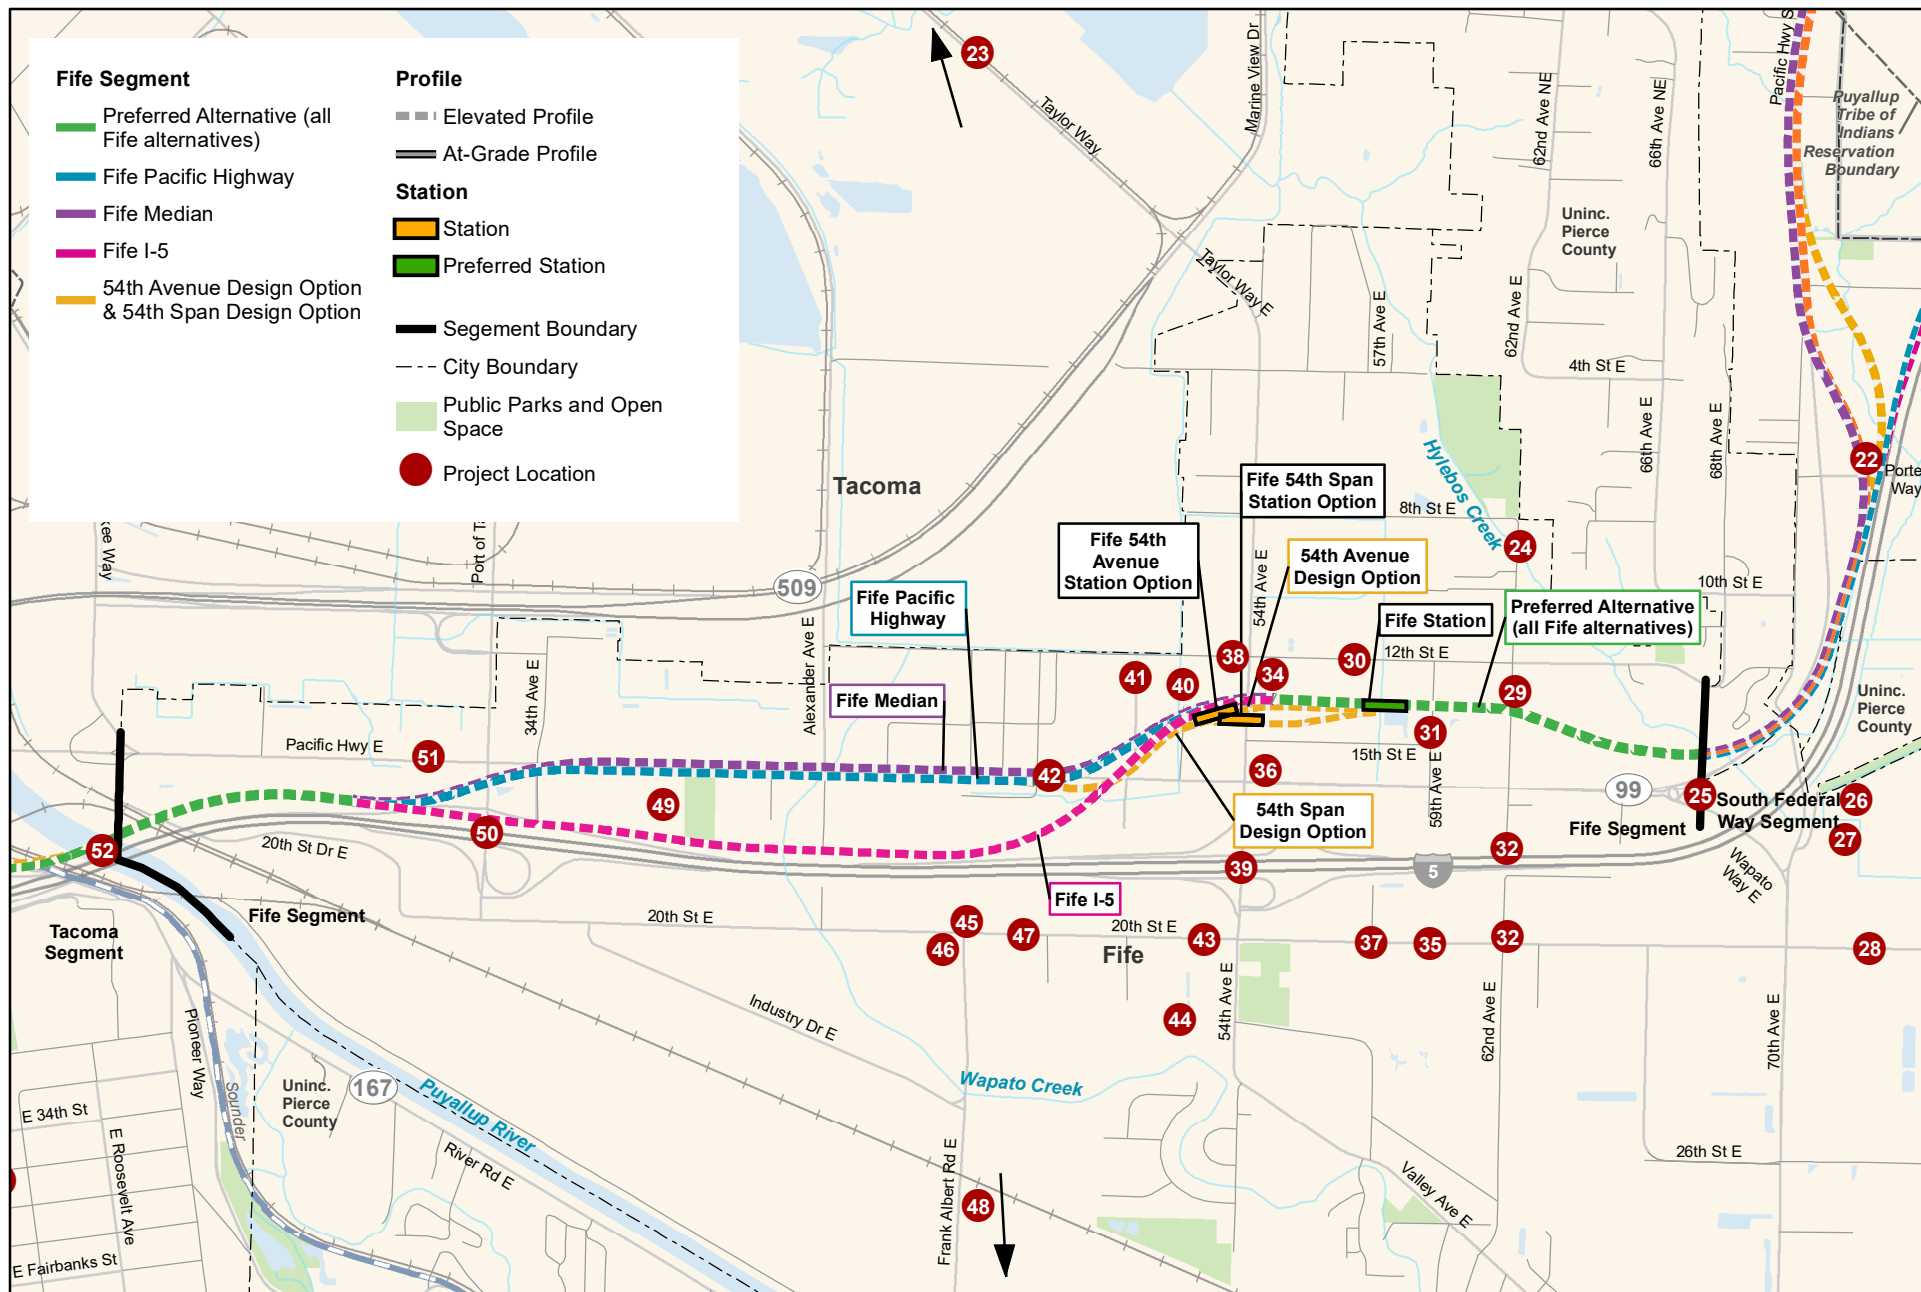 Fife Segment
Preferred Alternative (all
Fife alternatives)
Fife Pacific Highway
Fife Median
Fife I-5
54th Avenue Design Option
& 54th Span Design Option
Profile
Elevated Profile
At-Grade Profile
Station
Station
Preferred Station
Segement Boundary
City Boundary
Public Parks and Open
Space
Project Location
23
Taylor Way
Marine View Dr
62nd Ave NE
66th Ave NE
Pacific Hwy S
Puyallup
Tribe of
Indians
Reservation
Boundary
Uninc.
Pierce
County
Taylor Way E
57th Ave E
62nd Ave E
4th St E
66th Ave E
68th Ave E
Hylebos Creek
22
Porte
Way
Tacoma
Fife 54th Span
Station Option
8th St E
24
kee Way
Port of Ta
509
Fife 54th
Avenue
Station Option
54th Ave E
54th Avenue
Design Option
10th St E
Fife Pacific
Highway
Fife Station
Preferred Alternative
(all Fife alternatives)
34th Ave E
Alexander Ave E
38
30
12th St E
41
40
34
29
Fife Median
Uninc.
Pierce
County
Pacific Hwy E
51
31
15th St E
42
36
59th Ave E
99
25
South Federal
Way Segment
26
27
49
50
54th Span
Design Option
Fife Segment
52
20th St Dr E
32
39
5
Wapato
Way E
Fife I-5
Tacoma
Segment
Fife Segment
20th St E
45
46
47
20th St E
43
Fife
37
35
32
28
44
54th Ave E
62nd Ave E
70th Ave E
Industry Dr E
Pioneer Way
Sounder
Uninc.
Pierce
County
167
Puyallup River
Wapato Creek
E 34th St
E Roosevelt Ave
River Rd E
Frank Albert Rd E
48
Valley Ave E
26th St E
E Fairbanks St